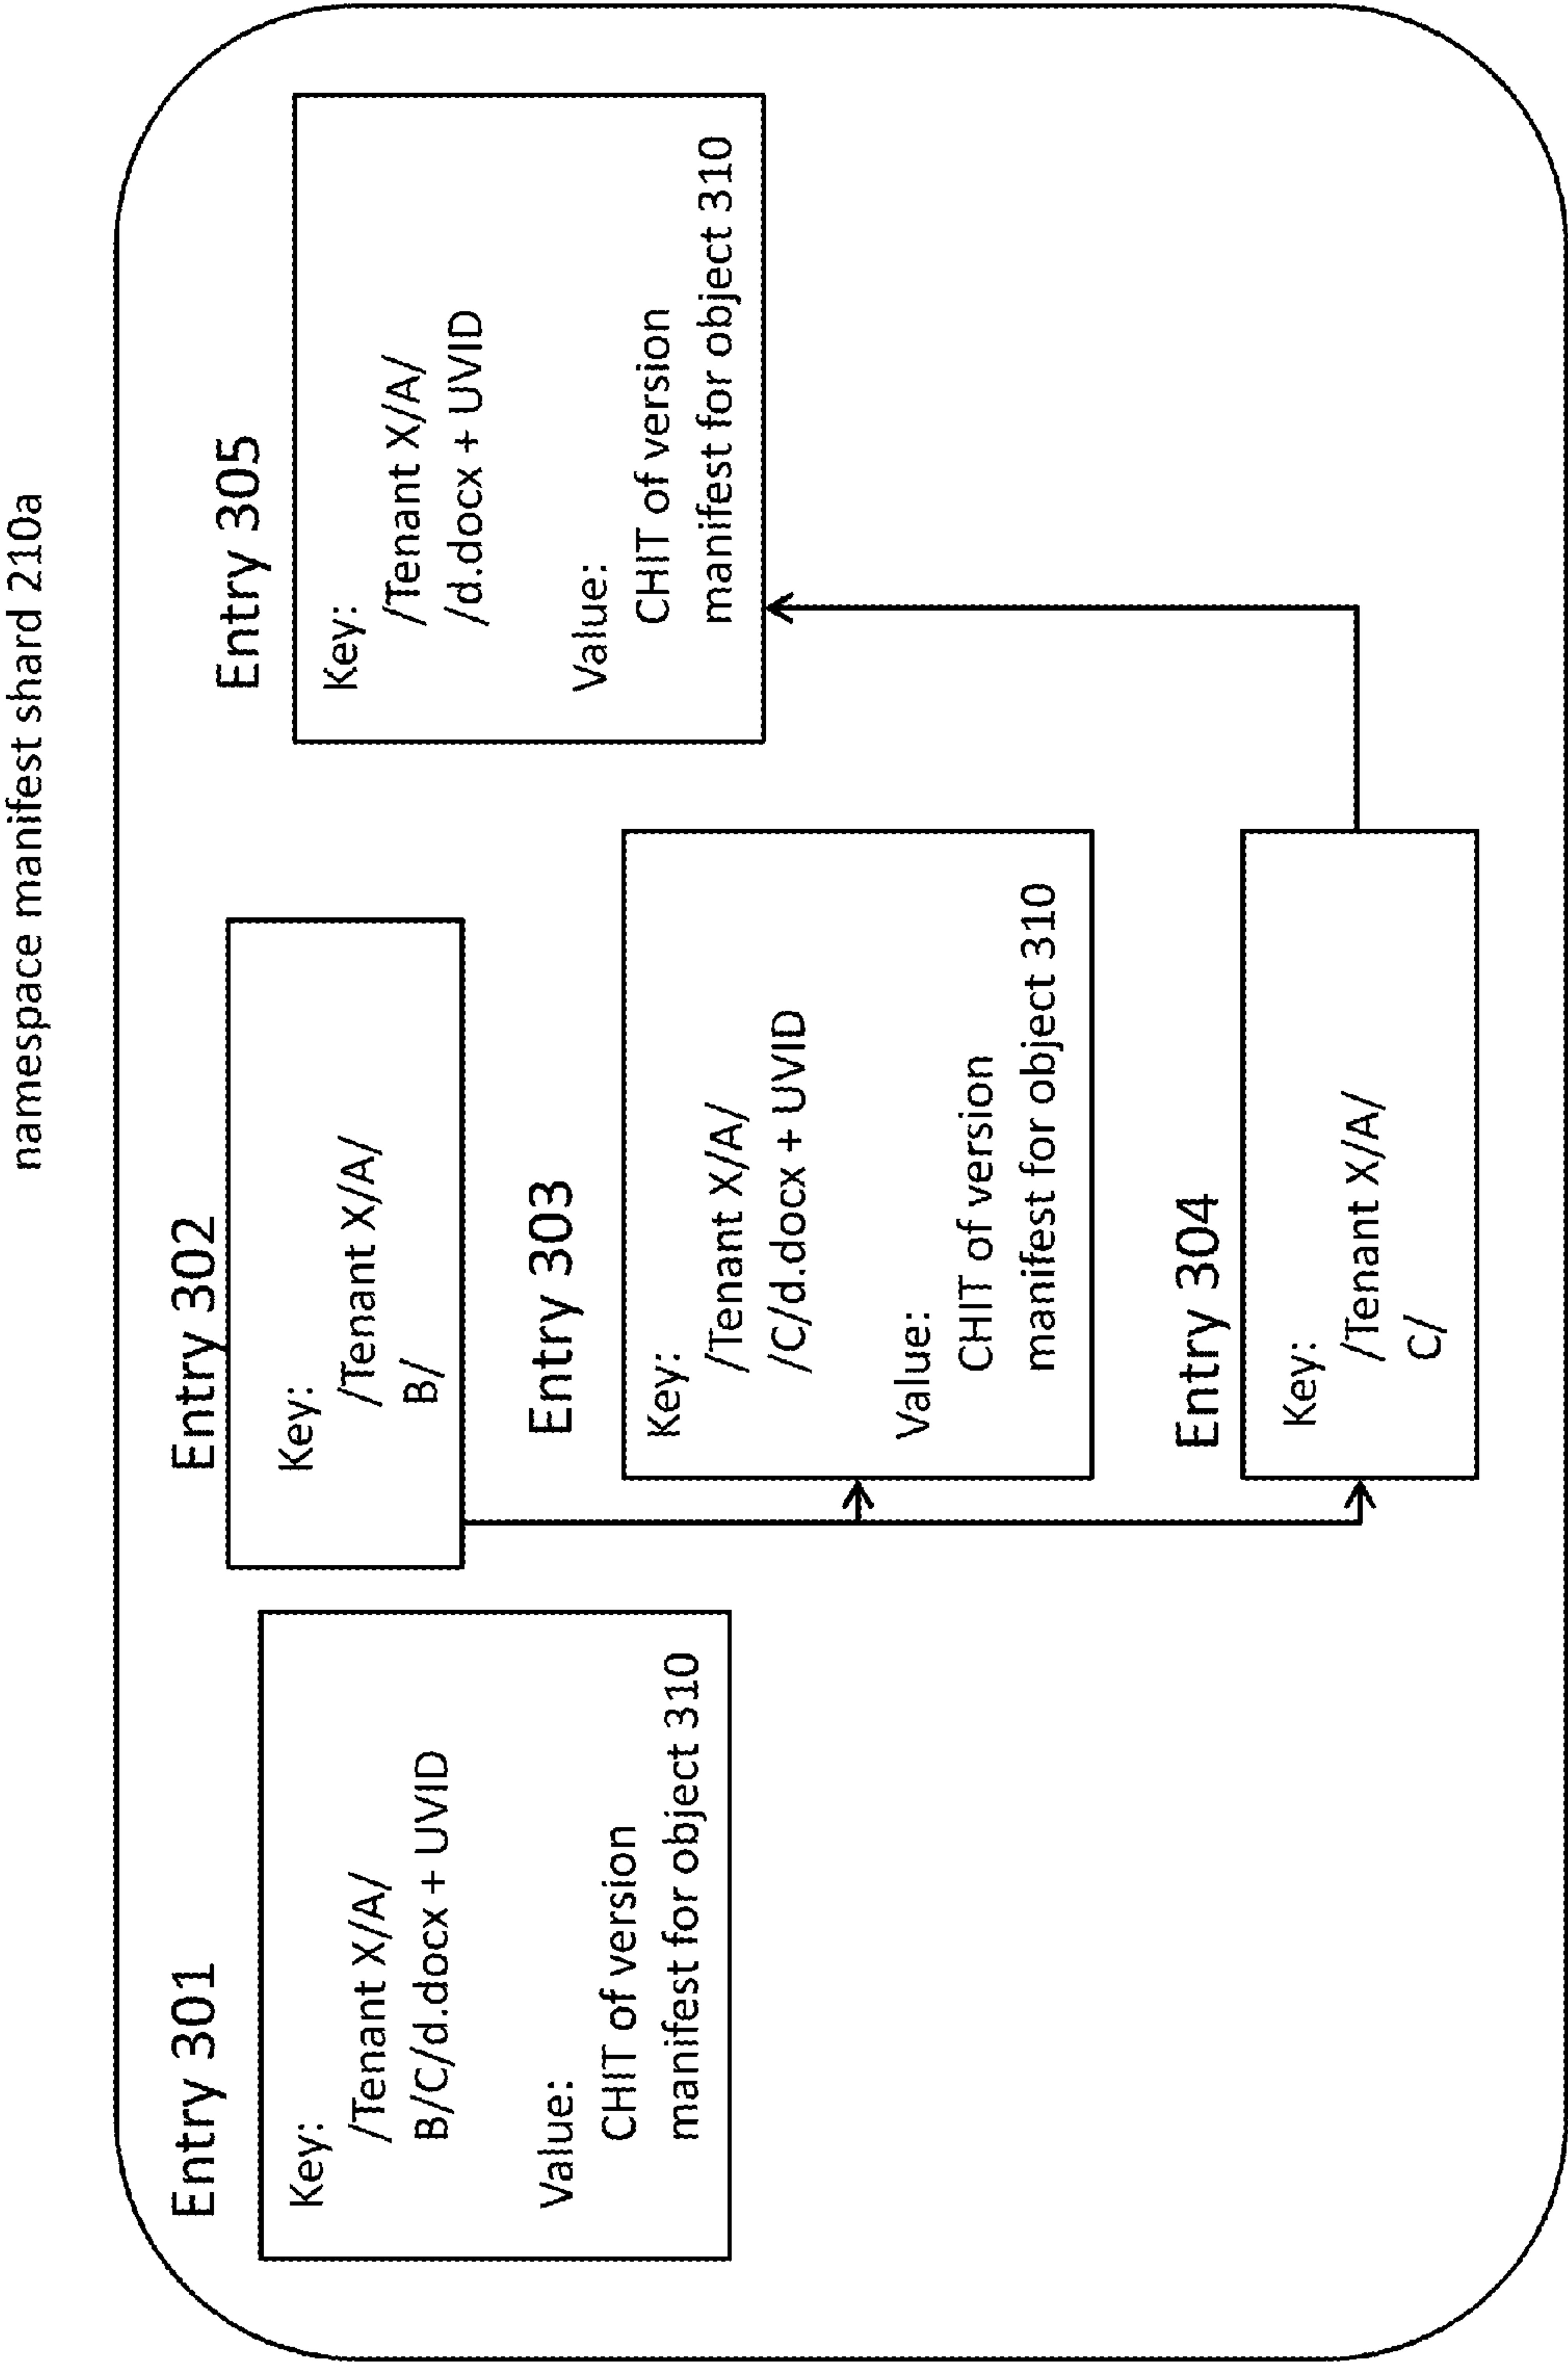 namespace manifest shard 210a
Entry 301
Key:
/Tenant X/A/
B/C/d.docx + UVID
Value:
CHIT of version
manifest for object 310
Entry 302
Key:
/Tenant X/A/
B/
Entry 303
Key:
/Tenant X/A/
/C/d.docx + UVID
Value:
CHIT of version
manifest for object 310
Entry 304
Key:
/Tenant X/A/
C/
Entry 305
Key:
/Tenant X/A/
/d.docx + UVID
Value:
CHIT of version
manifest for object 310